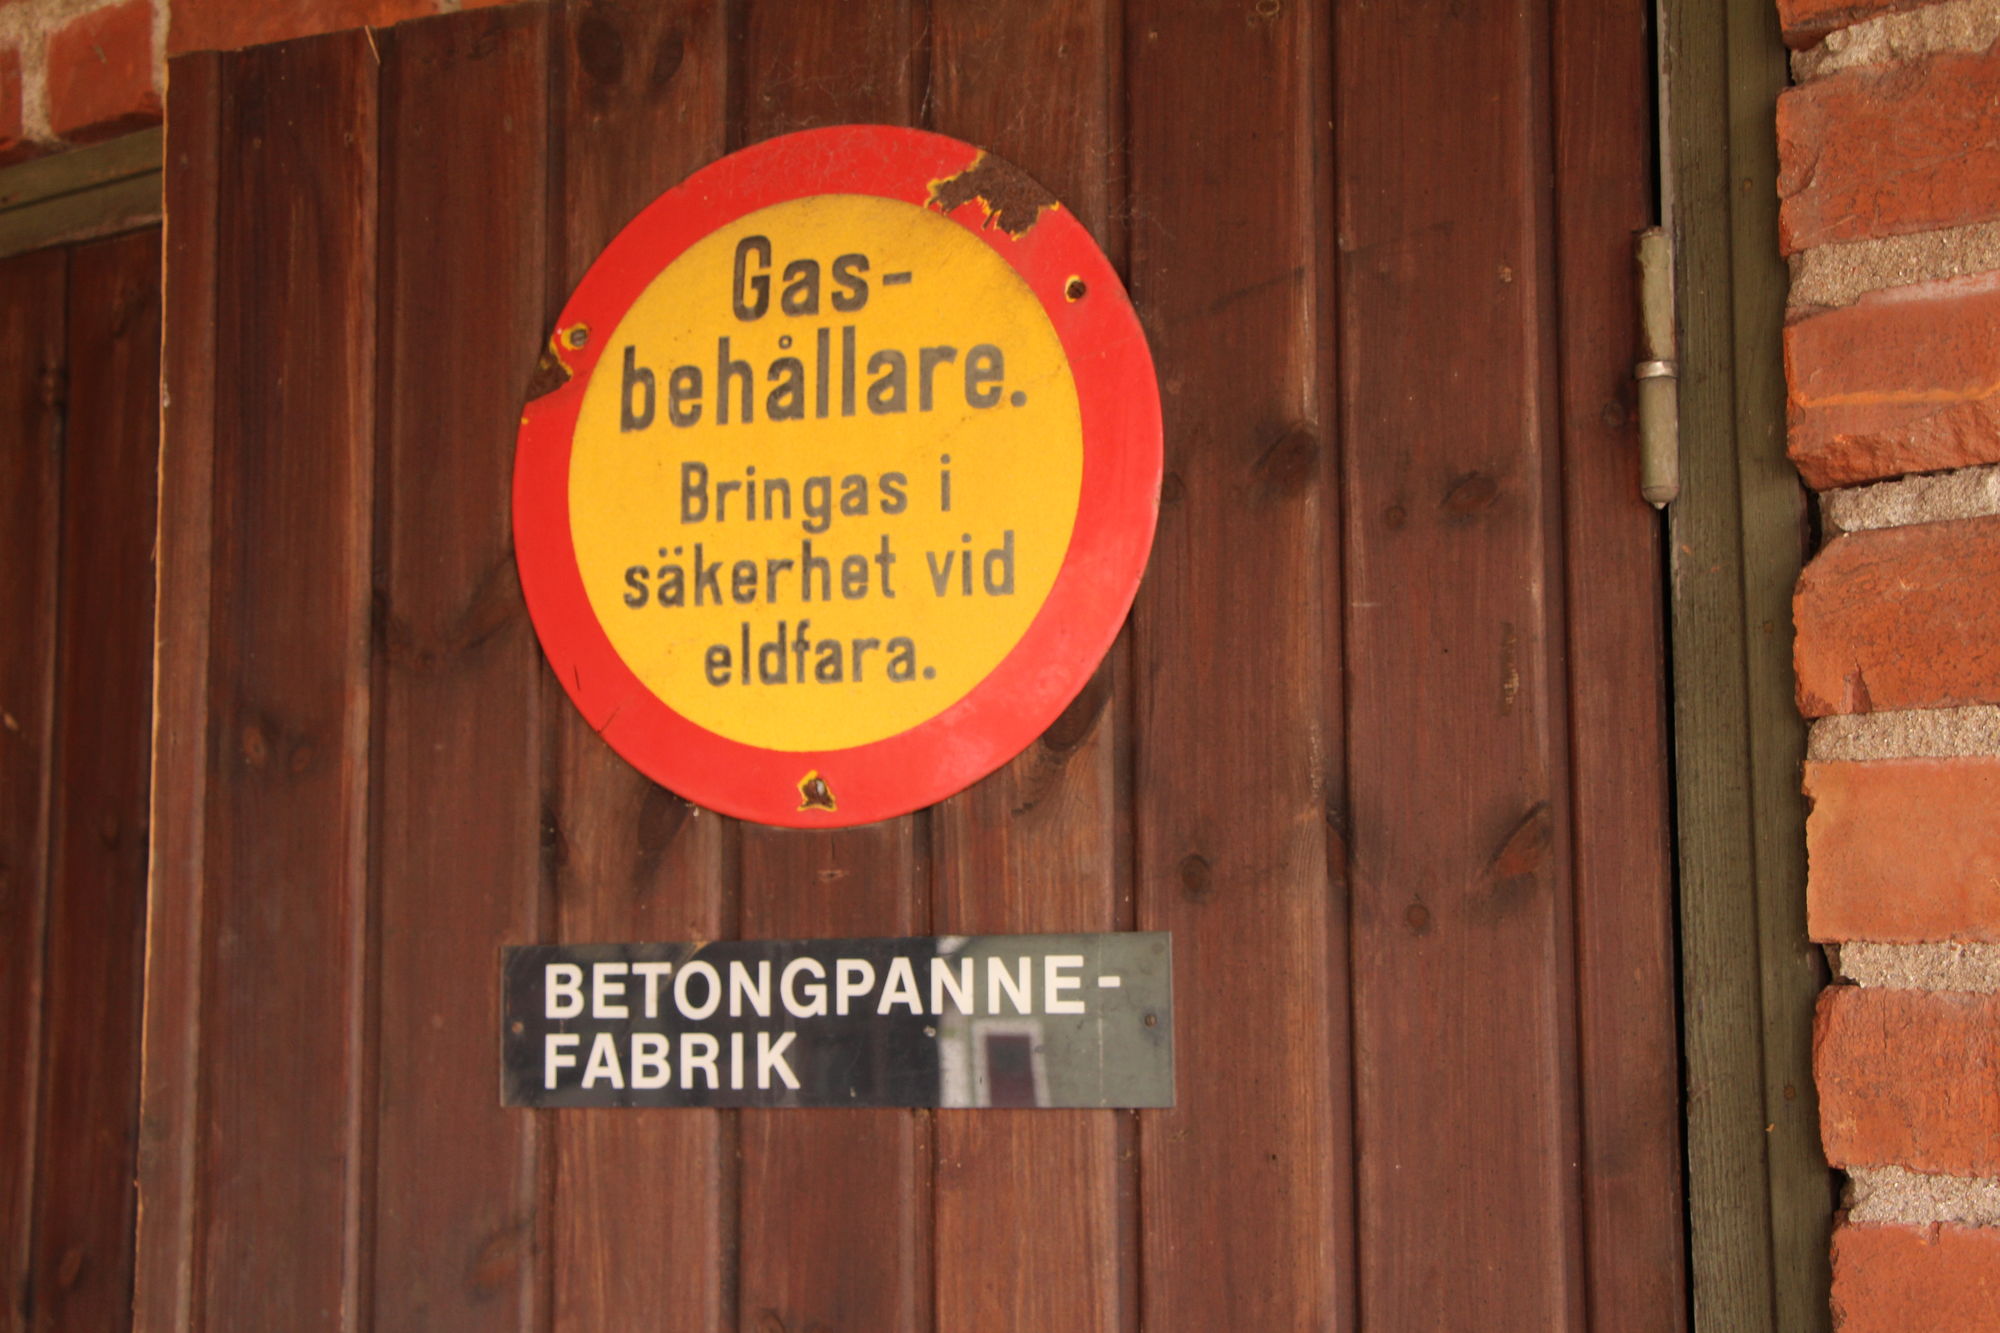 Gas-
behållare.
Bringas i
säkerhet vid
eldfara.
BETONGPANNE-
FABRIK